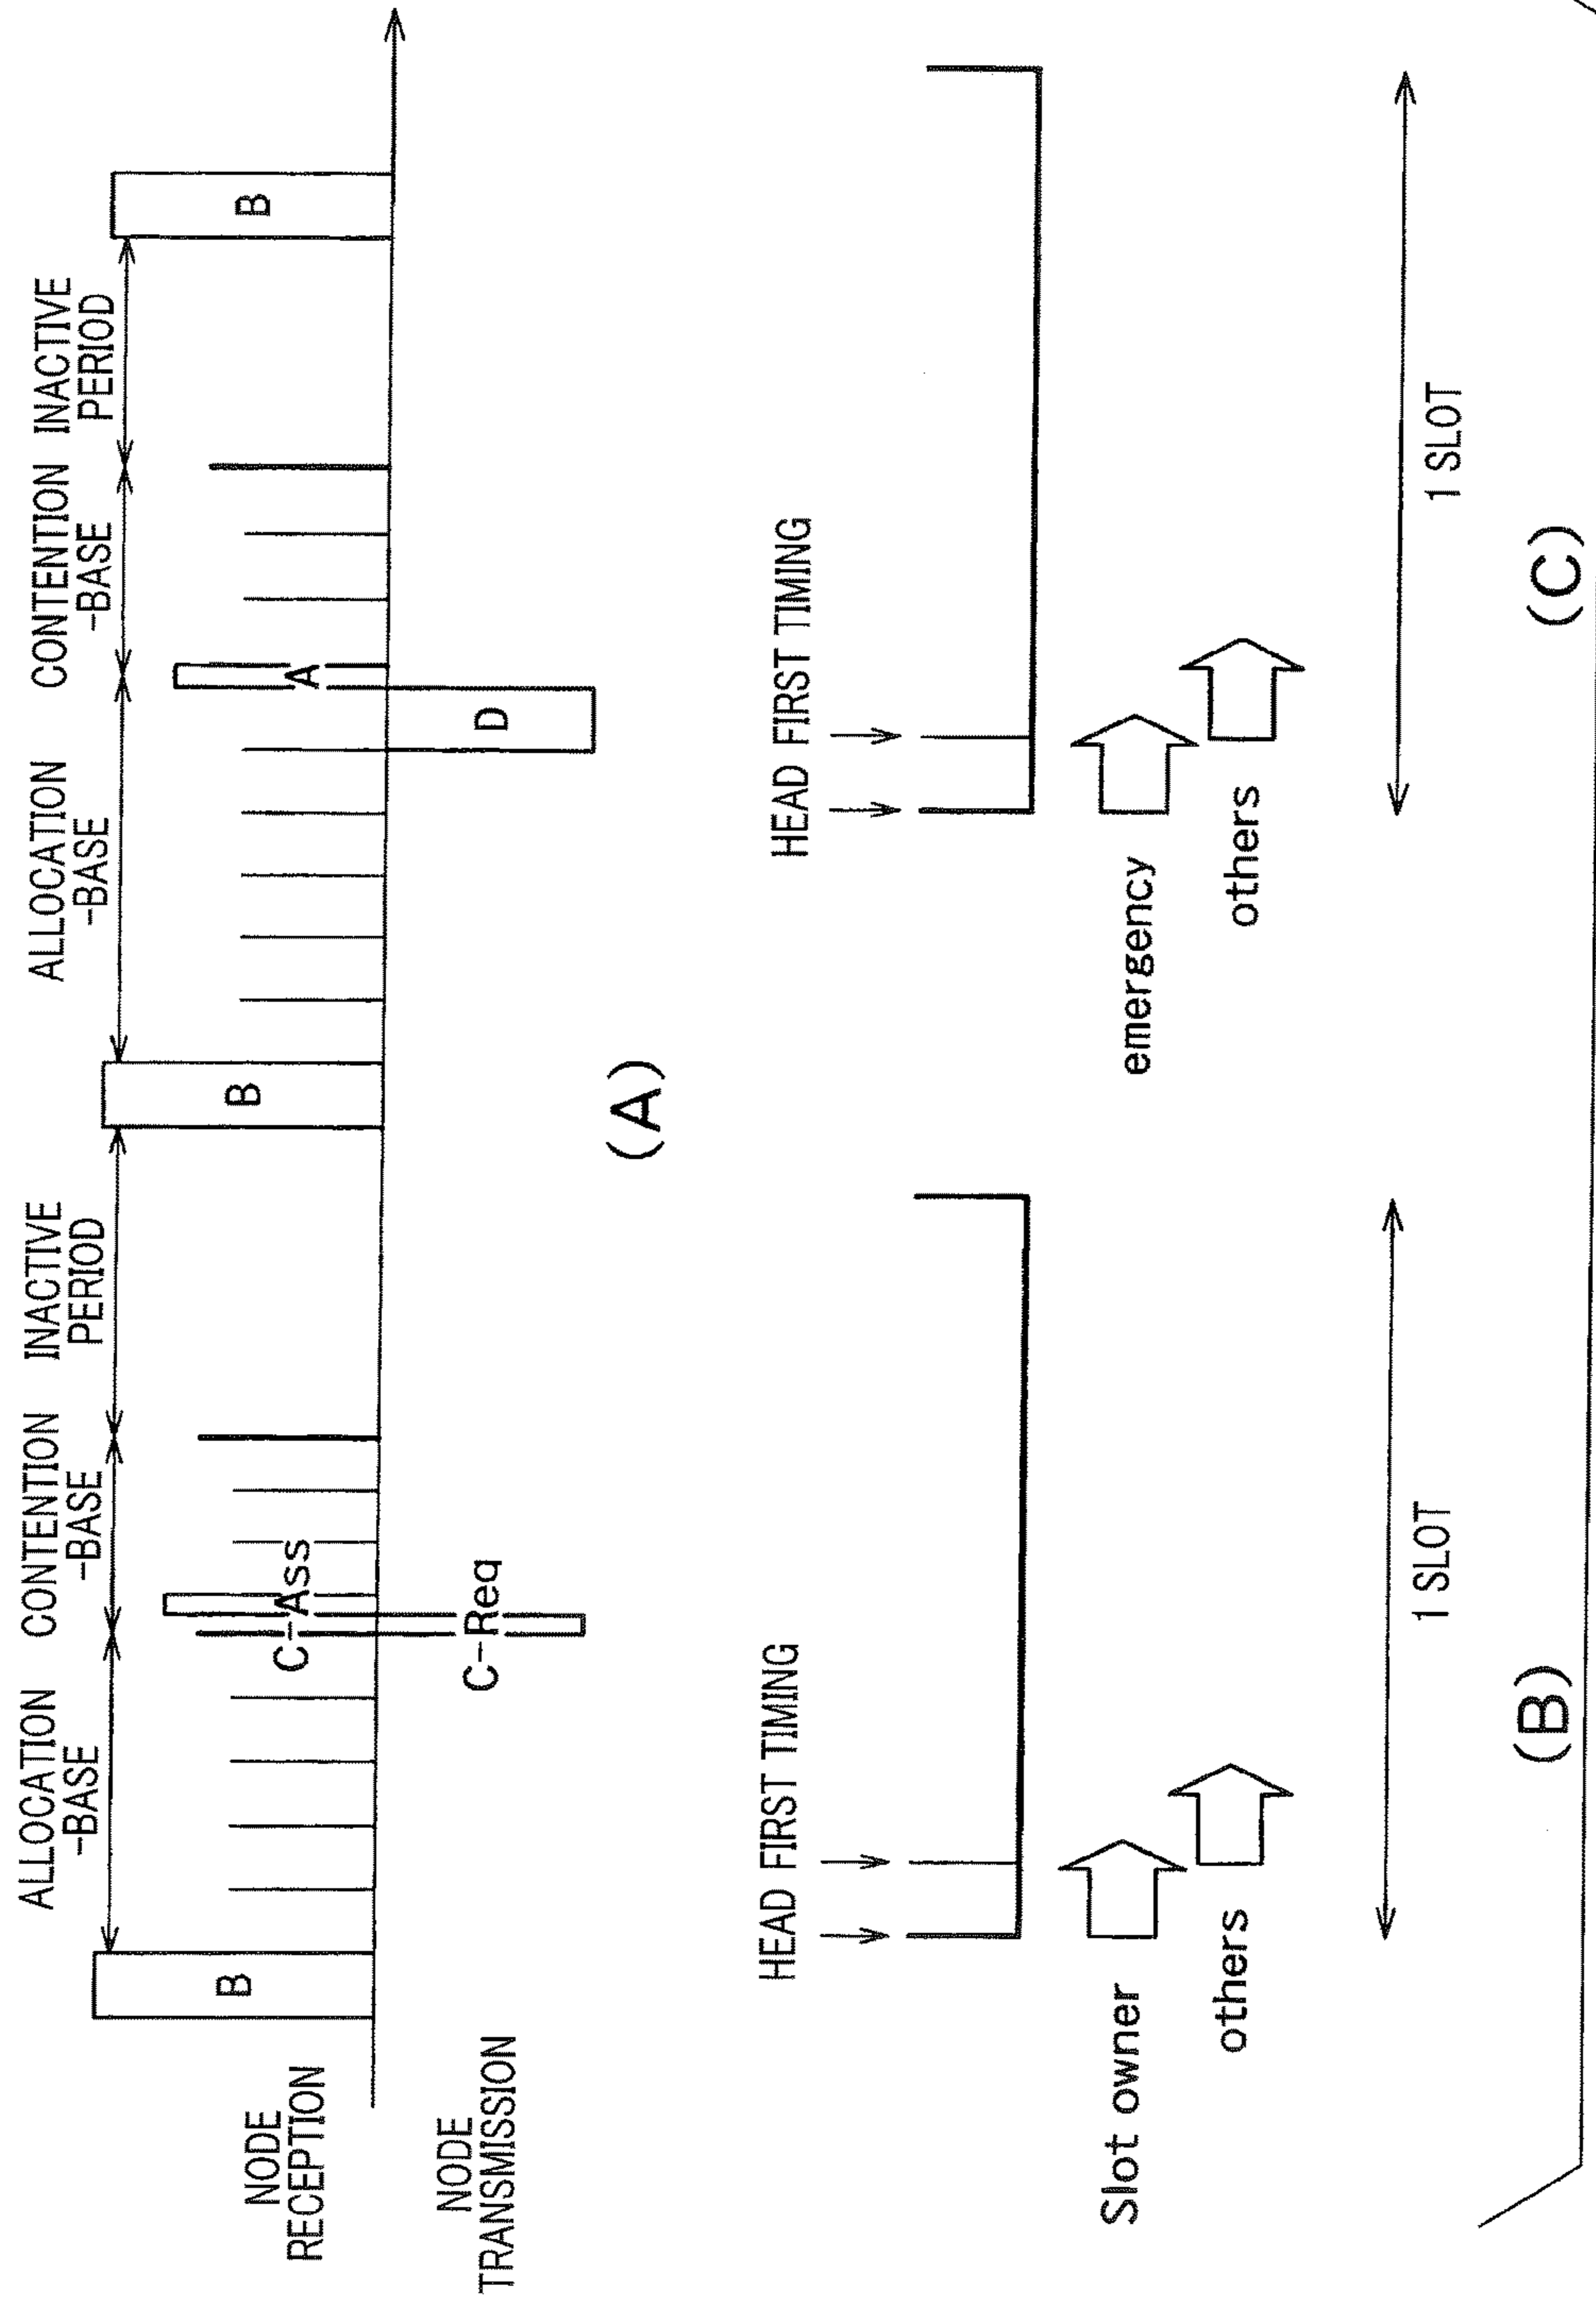 ALLOCATION
-BASE
CONTENTION
-BASE
INACTIVE
PERIOD
ALLOCATION
-BASE
CONTENTION
-BASE
INACTIVE
PERIOD
NODE
RECEPTION
B
C-Ass
B
A
B
NODE
TRANSMISSION
C-Req
D
(A)
HEAD FIRST TIMING
Slot owner
others
1 SLOT
(B)
HEAD FIRST TIMING
emergency
others
1 SLOT
(C)